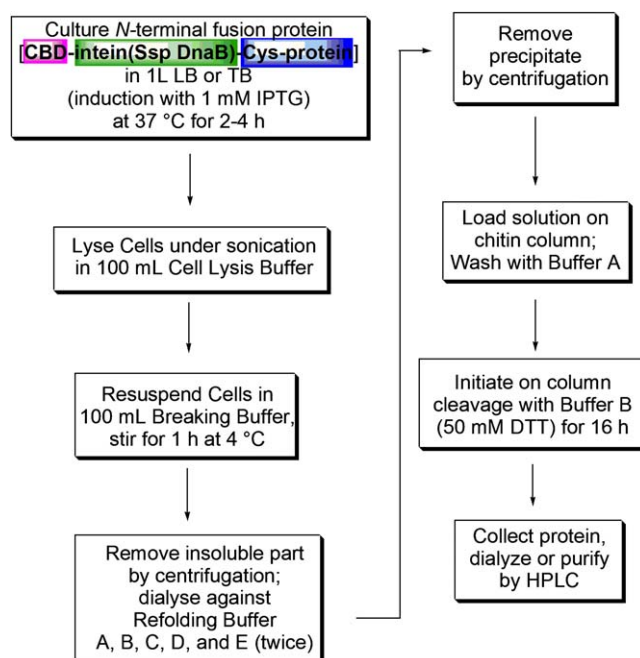 Culture N-terminal fusion protein
[CBD-intein(Ssp DnaB)-Cys-protein]
in 1L LB or TB
(induction with 1 mM IPTG)
at 37 °C for 2-4 h
Lyse Cells under sonication
in 100 mL Cell Lysis Buffer
Resuspend Cells in
100 mL Breaking Buffer,
stir for 1 h at 4 °C
Remove insoluble part
by centrifugation;
dialyse against
Refolding Buffer
A, B, C, D, and E (twice)
Remove
precipitate
by centrifugation
Load solution on
chitin column;
Wash with Buffer A
Initiate on column
cleavage with Buffer B
(50 mM DTT) for 16 h
Collect protein,
dialyze or purify
by HPLC